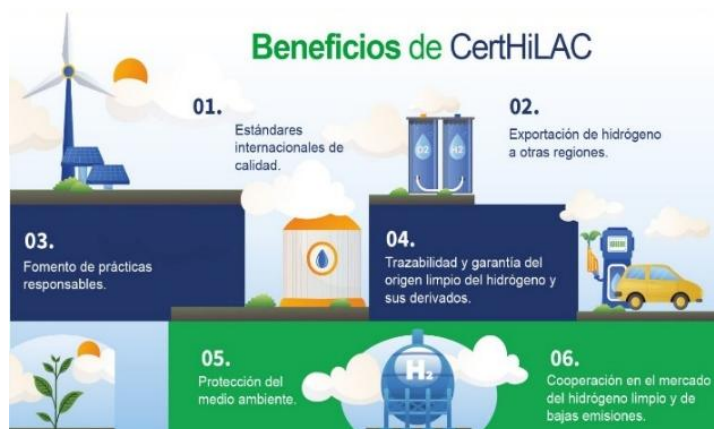 Beneficios de CertHiLAC
01.
Estándares
internacionales de
calidad.
02.
Exportación de hidrógeno
a otras regiones.
O2
H2
03.
Fomento de prácticas
responsables.
04.
Trazabilidad y garantía del
origen limpio del hidrógeno y
sus derivados.
05.
Protección del
medio ambiente.
H2
06.
Cooperación en el mercado
del hidrógeno limpio y de
bajas emisiones.